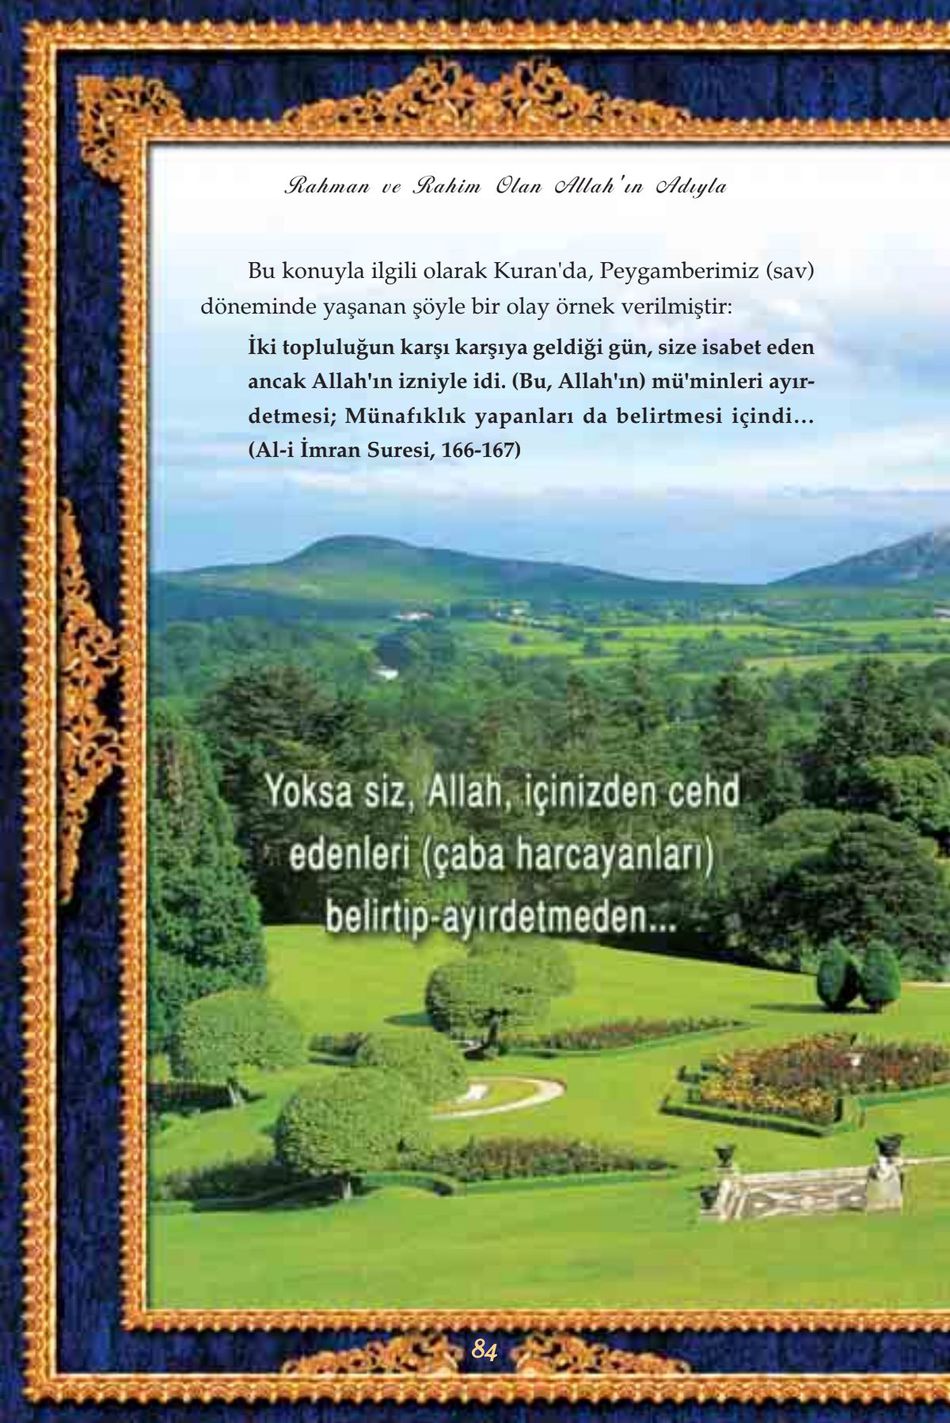 Rahman ve Rahim Olan Allah'ın Adıyla
Bu konuyla ilgili olarak Kuran'da, Peygamberimiz (sav)
döneminde yaşanan şöyle bir olay örnek verilmiştir:
İki topluluğun karşı karşıya geldiği gün, size isabet eden
ancak Allah'ın izniyle idi. (Bu, Allah'ın) mü'minleri ayır-
detmesi; Münafıklık yapanları da belirtmesi içindi...
(Al-i İmran Suresi, 166-167)
Yoksa siz, Allah, içinizden cehd
edenleri (çaba harcayanları)
belirtip-ayırdetmeden...
84